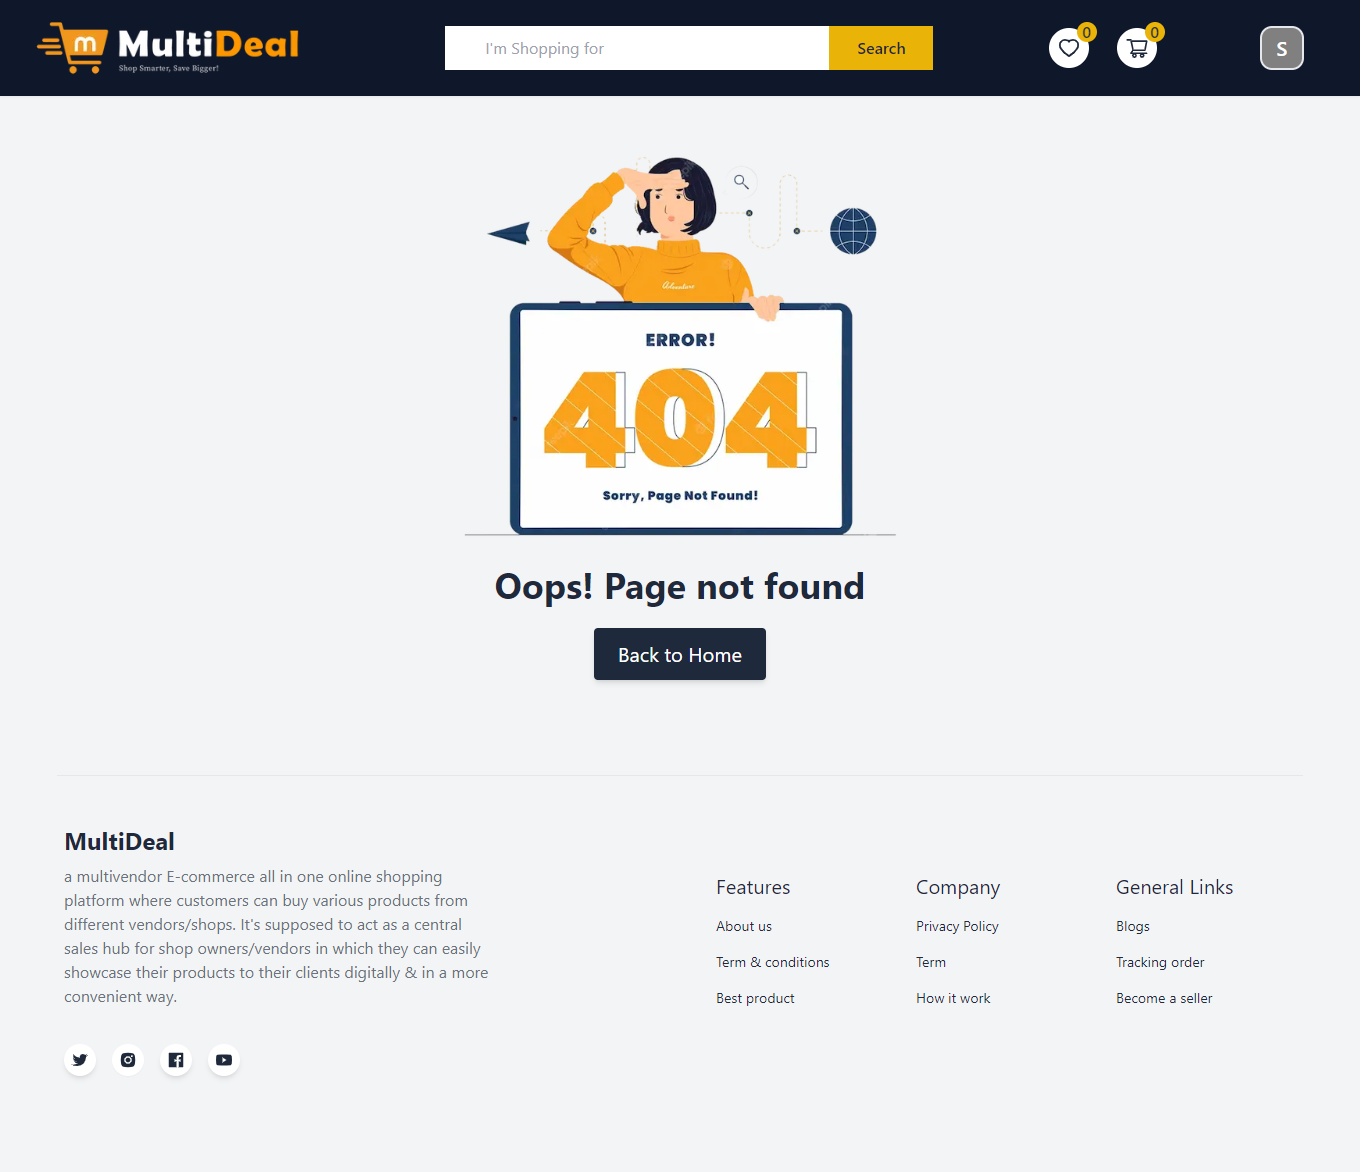 m MultiDeal
Shop Smarter, Save Bigger!
I'm Shopping for
Search
0
0
S
Adventure
ERROR!
404
Sorry, Page Not Found!
Oops! Page not found
Back to Home
MultiDeal
a multivendor E-commerce all in one online shopping
platform where customers can buy various products from
different vendors/shops. It's supposed to act as a central
sales hub for shop owners/vendors in which they can easily
showcase their products to their clients digitally & in a more
convenient way.
Features
About us
Term & conditions
Best product
Company
Privacy Policy
Term
How it work
General Links
Blogs
Tracking order
Become a seller